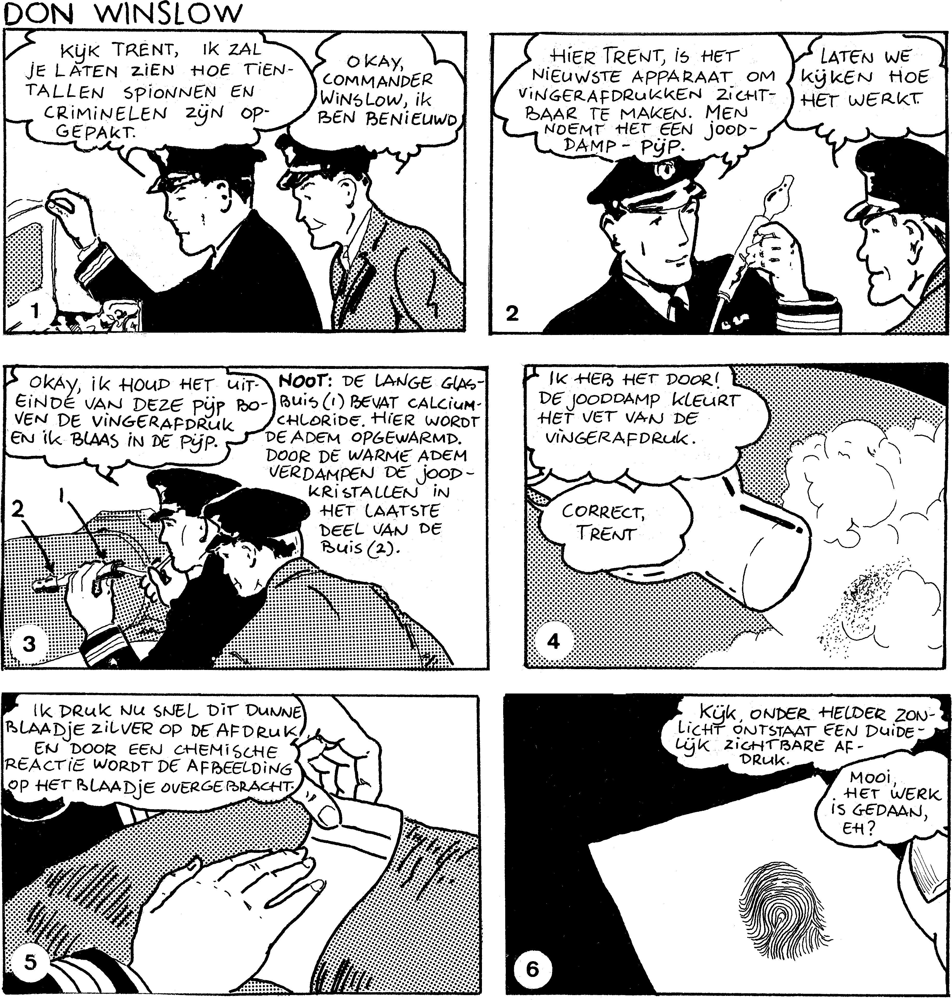 DON WINSLOW
KIJK TRENT, IK ZAL
JE LATEN ZIEN HOE TIEN-
TALLEN SPIONNEN EN
CRIMINELEN ZIJN OP-
GEPAKT.
OKAY,
COMMANDER
WINSLOW, IK
BEN BENIEUWD
1
HIER TRENT, IS HET
NIEUWSTE APPARAAT OM
VINGERAFDRUKKEN ZICHT-
BAAR TE MAKEN. MEN
NOEMT HET EEN JOOD-
DAMP - PIJP.
LATEN WE
KIJKEN HOE
HET WERKT.
2
OKAY, IK HOUD HET UIT-
EINDE VAN DEZE PIJP BO-
VEN DE VINGERAFDRUK
EN IK BLAAS IN DE PIJP.
NOOT: DE LANGE GLAS-
BUIS (1) BEVAT CALCIUM-
CHLORIDE. HIER WORDT
DE ADEM OPGEWARMD.
DOOR DE WARME ADEM
VERDAMPEN DE JOOD-
KRISTALLEN IN
HET LAATSTE
DEEL VAN DE
BUIS (2).
1
2
3
IK HEB HET DOOR!
DE JOODDAMP KLEURT
HET VET VAN DE
VINGERAFDRUK.
CORRECT,
TRENT
4
IK DRUK NU SNEL DIT DUNNE
BLAADJE ZILVER OP DE AFDRUK
EN DOOR EEN CHEMISCHE
REACTIE WORDT DE AFBEELDING
OP HET BLAADJE OVERGEBRACHT.
5
KIJK, ONDER HELDER ZON-
LICHT ONTSTAAT EEN DUIDE-
LIJK ZICHTBARE AF-
DRUK.
MOOI,
HET WERK
IS GEDAAN,
EH?
6